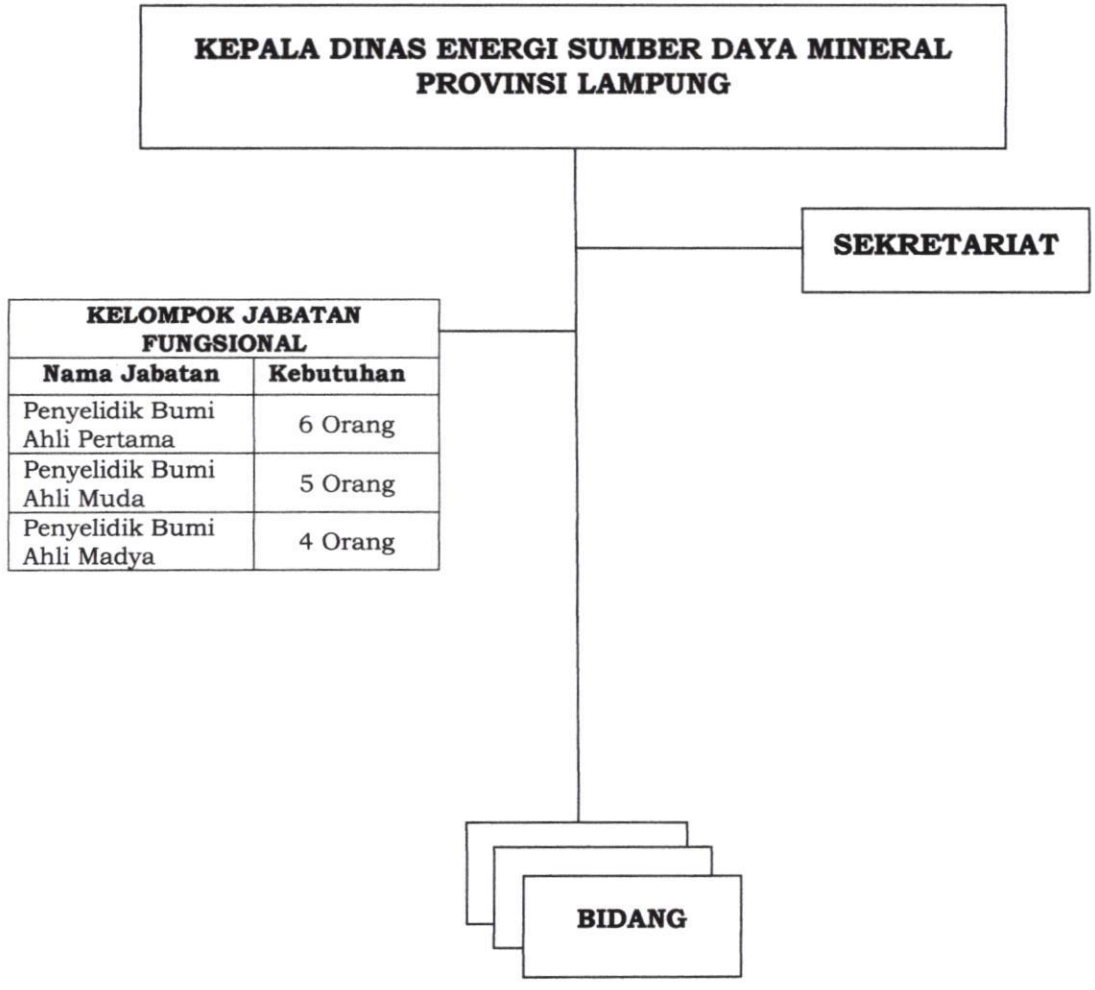 KEPALA DINAS ENERGI SUMBER DAYA MINERAL
PROVINSI LAMPUNG
SEKRETARIAT
KELOMPOK JABATAN
FUNGSIONAL
Nama Jabatan Kebutuhan
Penyelidik Bumi
Ahli Pertama
6 Orang
Penyelidik Bumi
Ahli Muda
5 Orang
Penyelidik Bumi
Ahli Madya
4 Orang
BIDANG